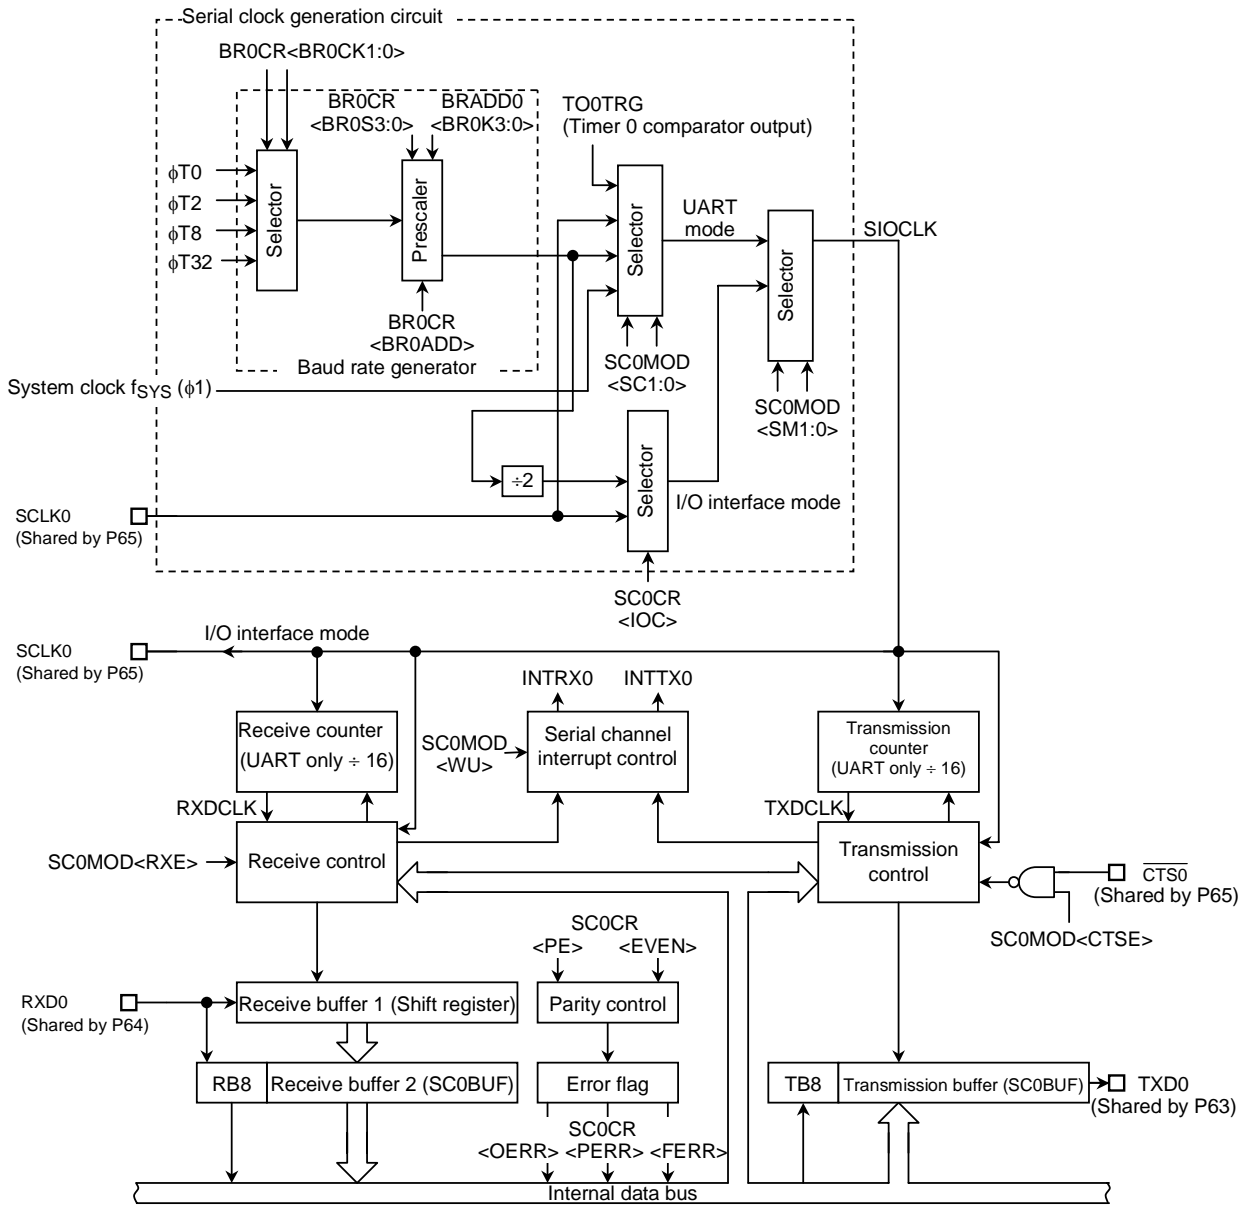 Serial clock generation circuit
BR0CR<BR0CK1:0>
BR0CR
<BR0S3:0>
BRADD0
<BR0K3:0>
TO0TRG
(Timer 0 comparator output)
φT0
φT2
φT8
φT32
Selector
Prescaler
Selector
UART
mode
Selector
SIOCLK
BR0CR
<BR0ADD>
Baud rate generator
SC0MOD
<SC1:0>
System clock fSYS (φ1)
SC0MOD
<SM1:0>
÷2
Selector
I/O interface mode
SCLK0
(Shared by P65)
SC0CR
<IOC>
I/O interface mode
SCLK0
(Shared by P65)
INTRX0
INTTX0
Receive counter
(UART only ÷ 16)
SC0MOD
<WU>
Serial channel
interrupt control
Transmission
counter
(UART only ÷ 16)
RXDCLK
TXDCLK
SC0MOD<RXE>
Receive control
Transmission
control
CTS0
(Shared by P65)
SC0MOD<CTSE>
SC0CR
<PE>
<EVEN>
RXD0
(Shared by P64)
Receive buffer 1 (Shift register)
Parity control
RB8
Receive buffer 2 (SC0BUF)
Error flag
TB8
Transmission buffer (SC0BUF)
TXD0
(Shared by P63)
SC0CR
<OERR>
<PERR>
<FERR>
Internal data bus